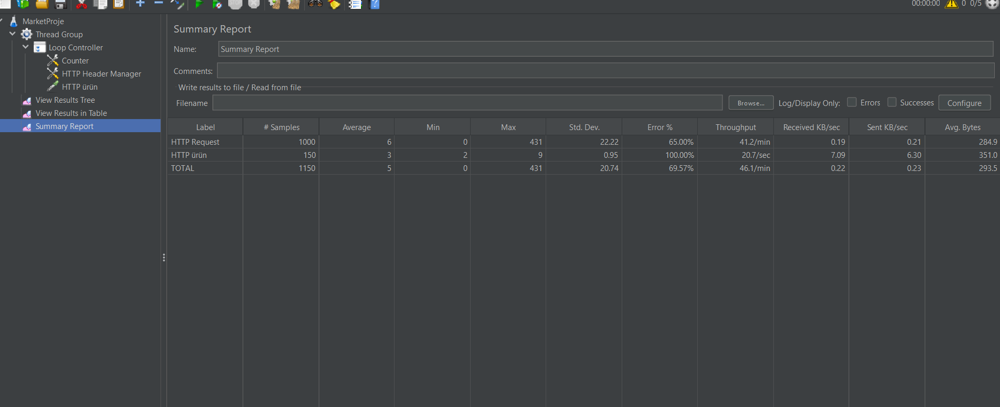 00:00:00 0 0/5
MarketProje
Thread Group
Loop Controller
Counter
HTTP Header Manager
HTTP ürün
View Results Tree
View Results in Table
Summary Report
Summary Report
Name: Summary Report
Comments:
Write results to file / Read from file
Filename Browse... Log/Display Only: Errors Successes Configure
Label # Samples Average Min Max Std. Dev. Error % Throughput Received KB/sec Sent KB/sec Avg. Bytes
HTTP Request 1000 6 0 431 22.22 65.00% 41.2/min 0.19 0.21 284.9
HTTP ürün 150 3 2 9 0.95 100.00% 20.7/sec 7.09 6.30 351.0
TOTAL 1150 5 0 431 20.74 69.57% 46.1/min 0.22 0.23 293.5